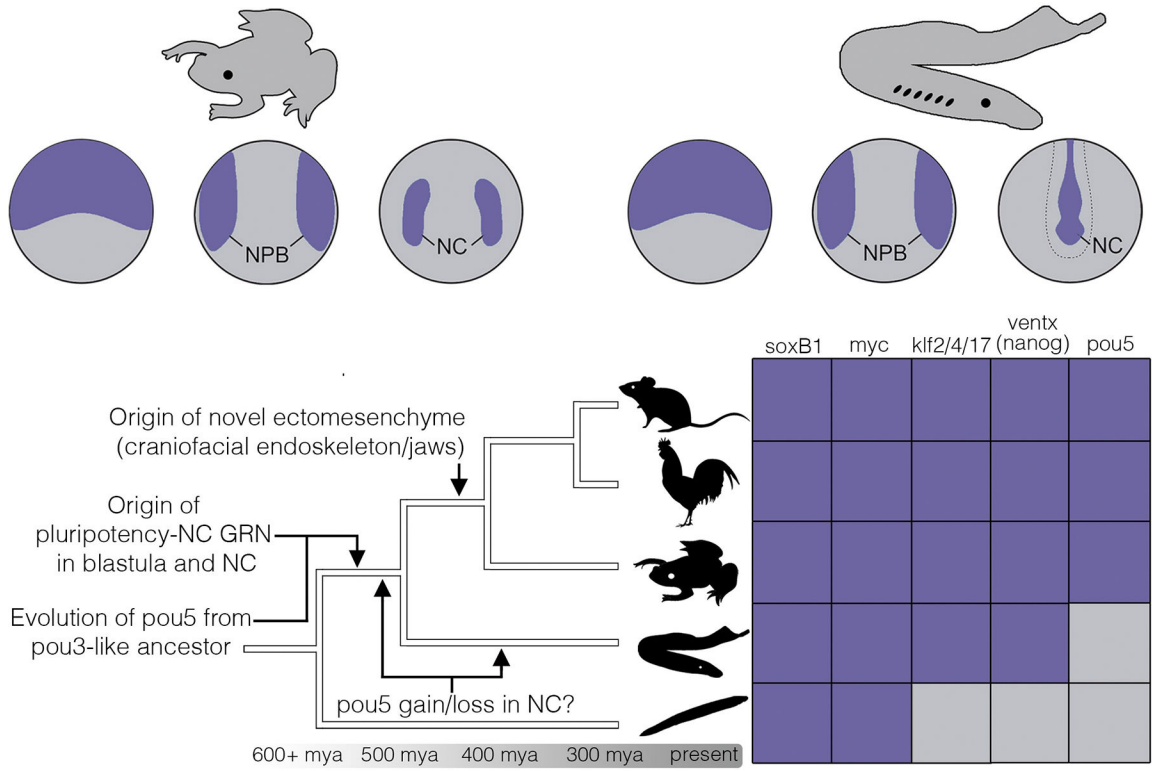 NPB
NC
NPB
NC
soxB1
myc
klf2/4/17
ventx
(nanog)
pou5
Origin of novel ectomesenchyme
(craniofacial endoskeleton/jaws)
Origin of
pluripotency-NC GRN
in blastula and NC
Evolution of pou5 from
pou3-like ancestor
pou5 gain/loss in NC?
600+ mya
500 mya
400 mya
300 mya
present